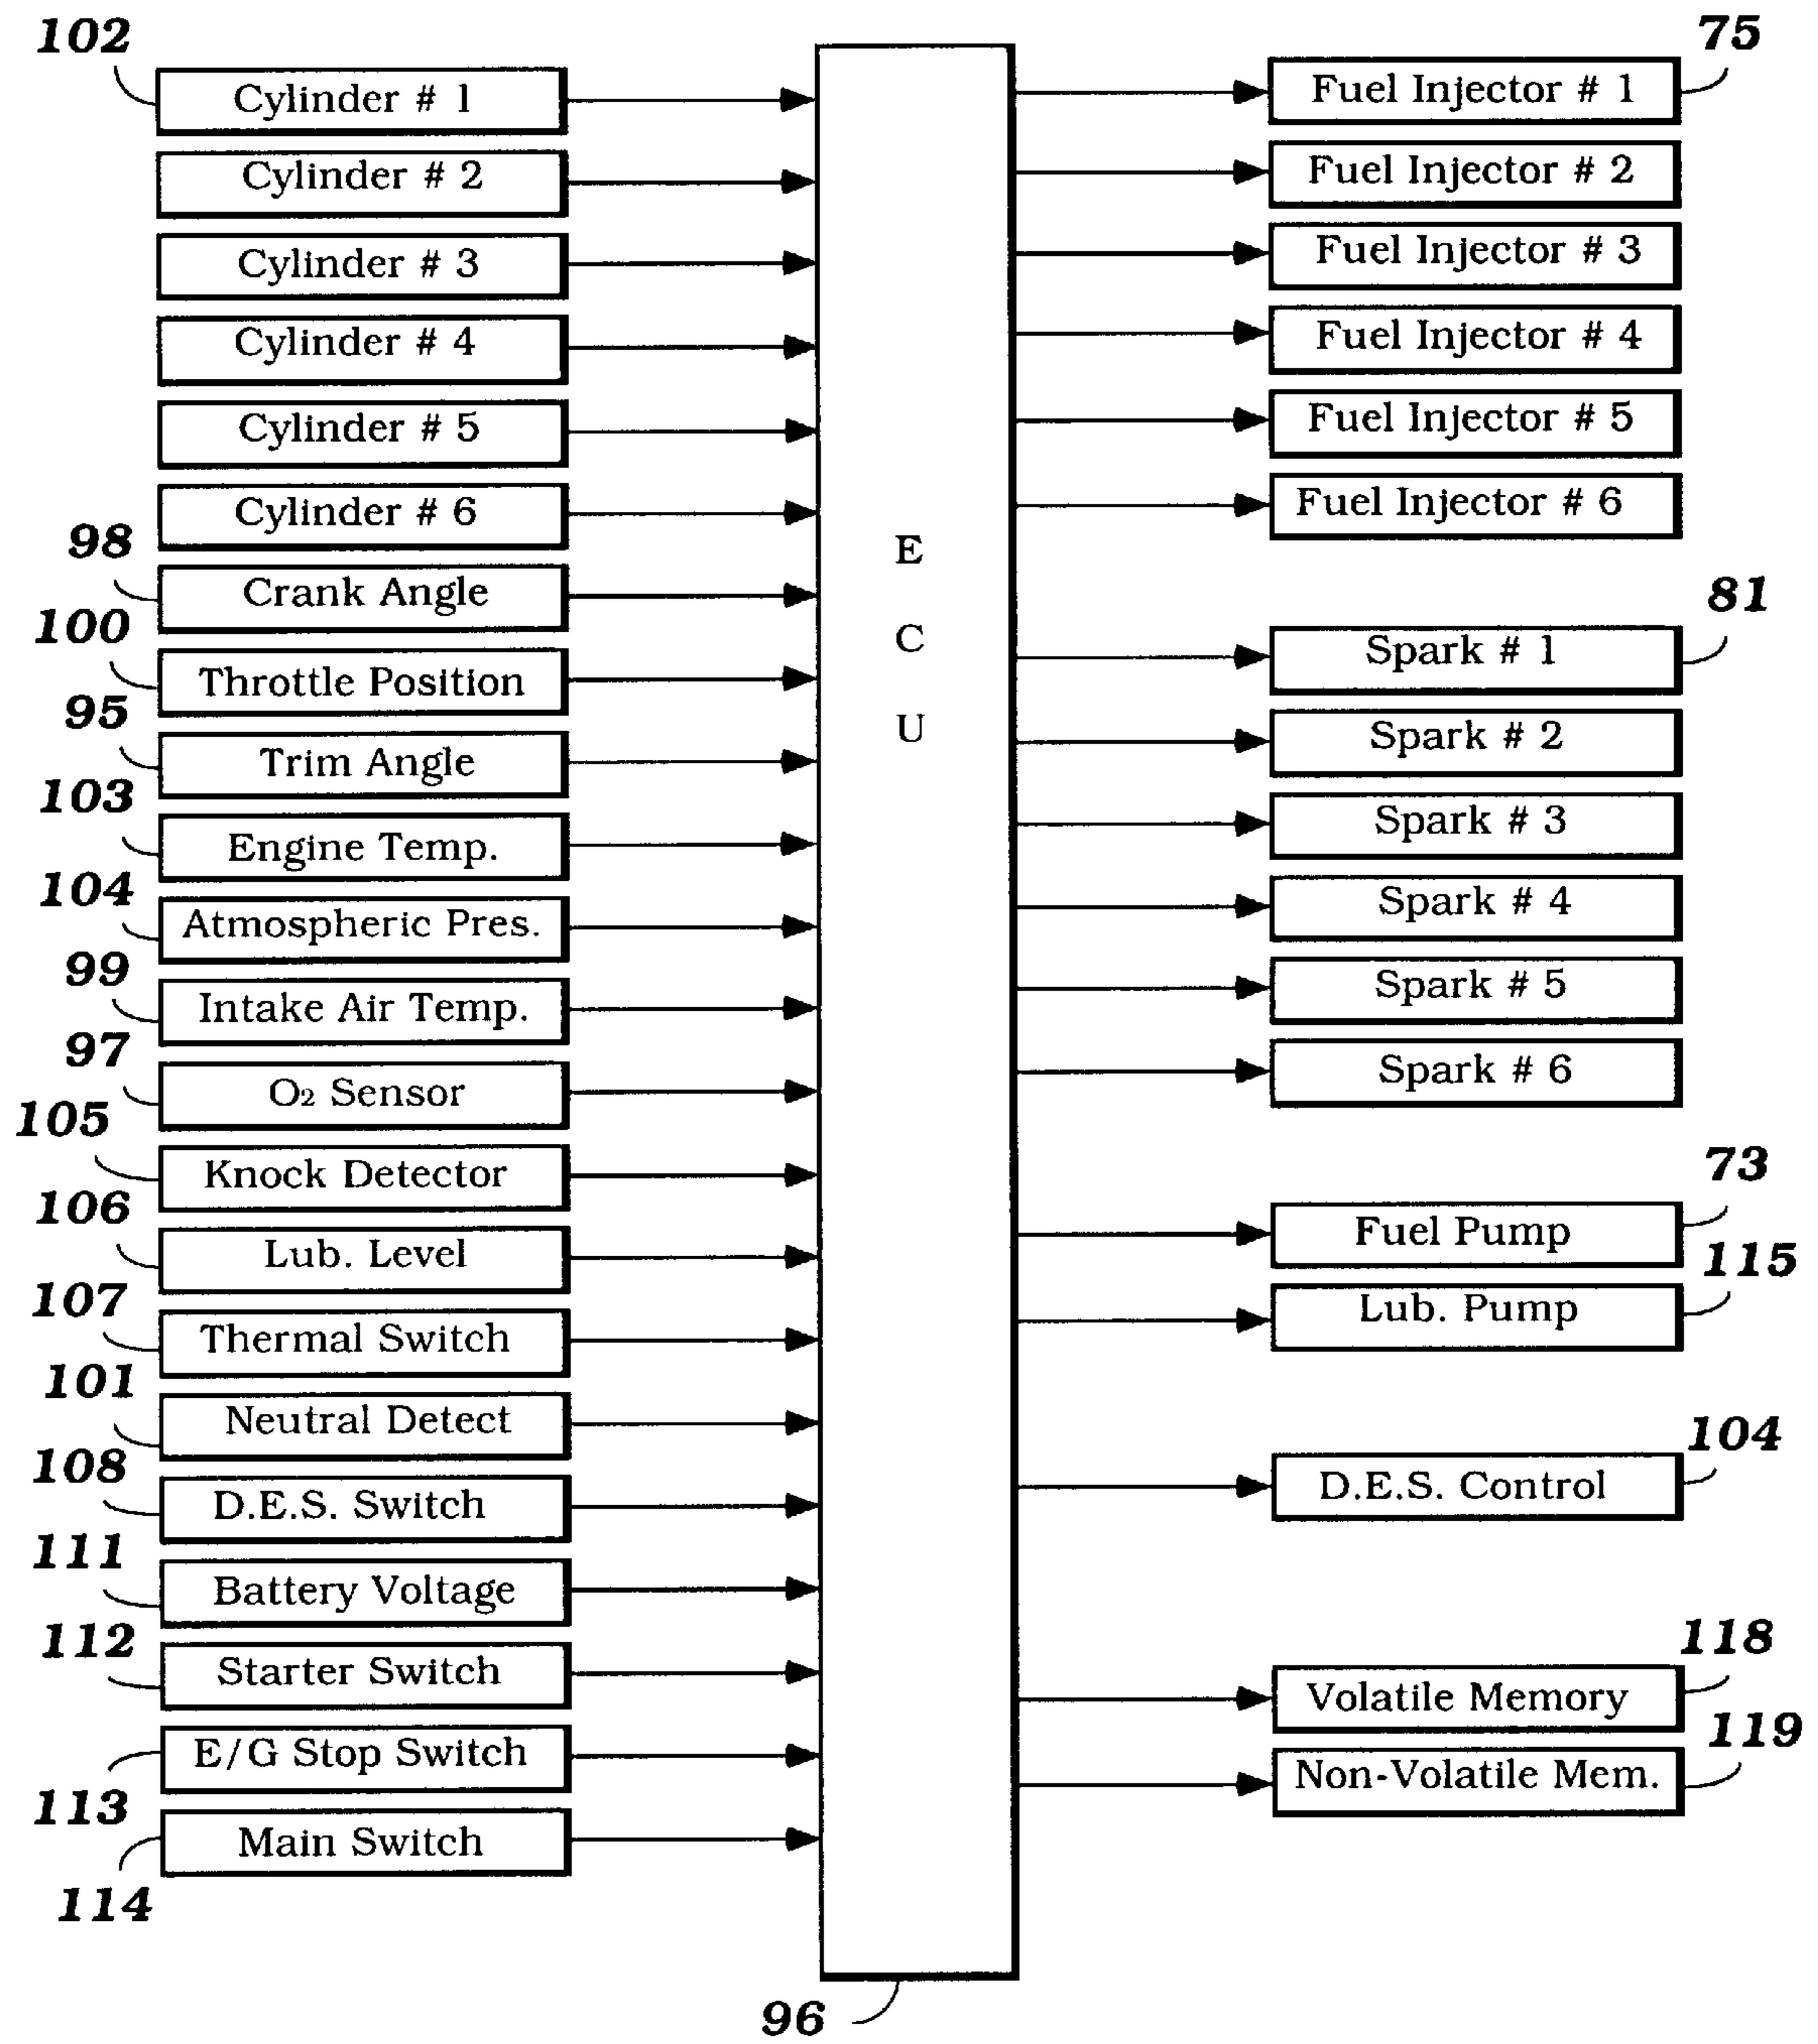 102
Cylinder # 1
Cylinder # 2
Cylinder # 3
Cylinder # 4
Cylinder # 5
Cylinder # 6
98
Crank Angle
100
Throttle Position
95
Trim Angle
103
Engine Temp.
104
Atmospheric Pres.
99
Intake Air Temp.
97
O2 Sensor
105
Knock Detector
106
Lub. Level
107
Thermal Switch
101
Neutral Detect
108
D.E.S. Switch
111
Battery Voltage
112
Starter Switch
E/G Stop Switch
113
Main Switch
114
E
C
U
96
75
Fuel Injector # 1
Fuel Injector # 2
Fuel Injector # 3
Fuel Injector # 4
Fuel Injector # 5
Fuel Injector # 6
81
Spark # 1
Spark # 2
Spark # 3
Spark # 4
Spark # 5
Spark # 6
73
Fuel Pump
115
Lub. Pump
104
D.E.S. Control
118
Volatile Memory
119
Non-Volatile Mem.